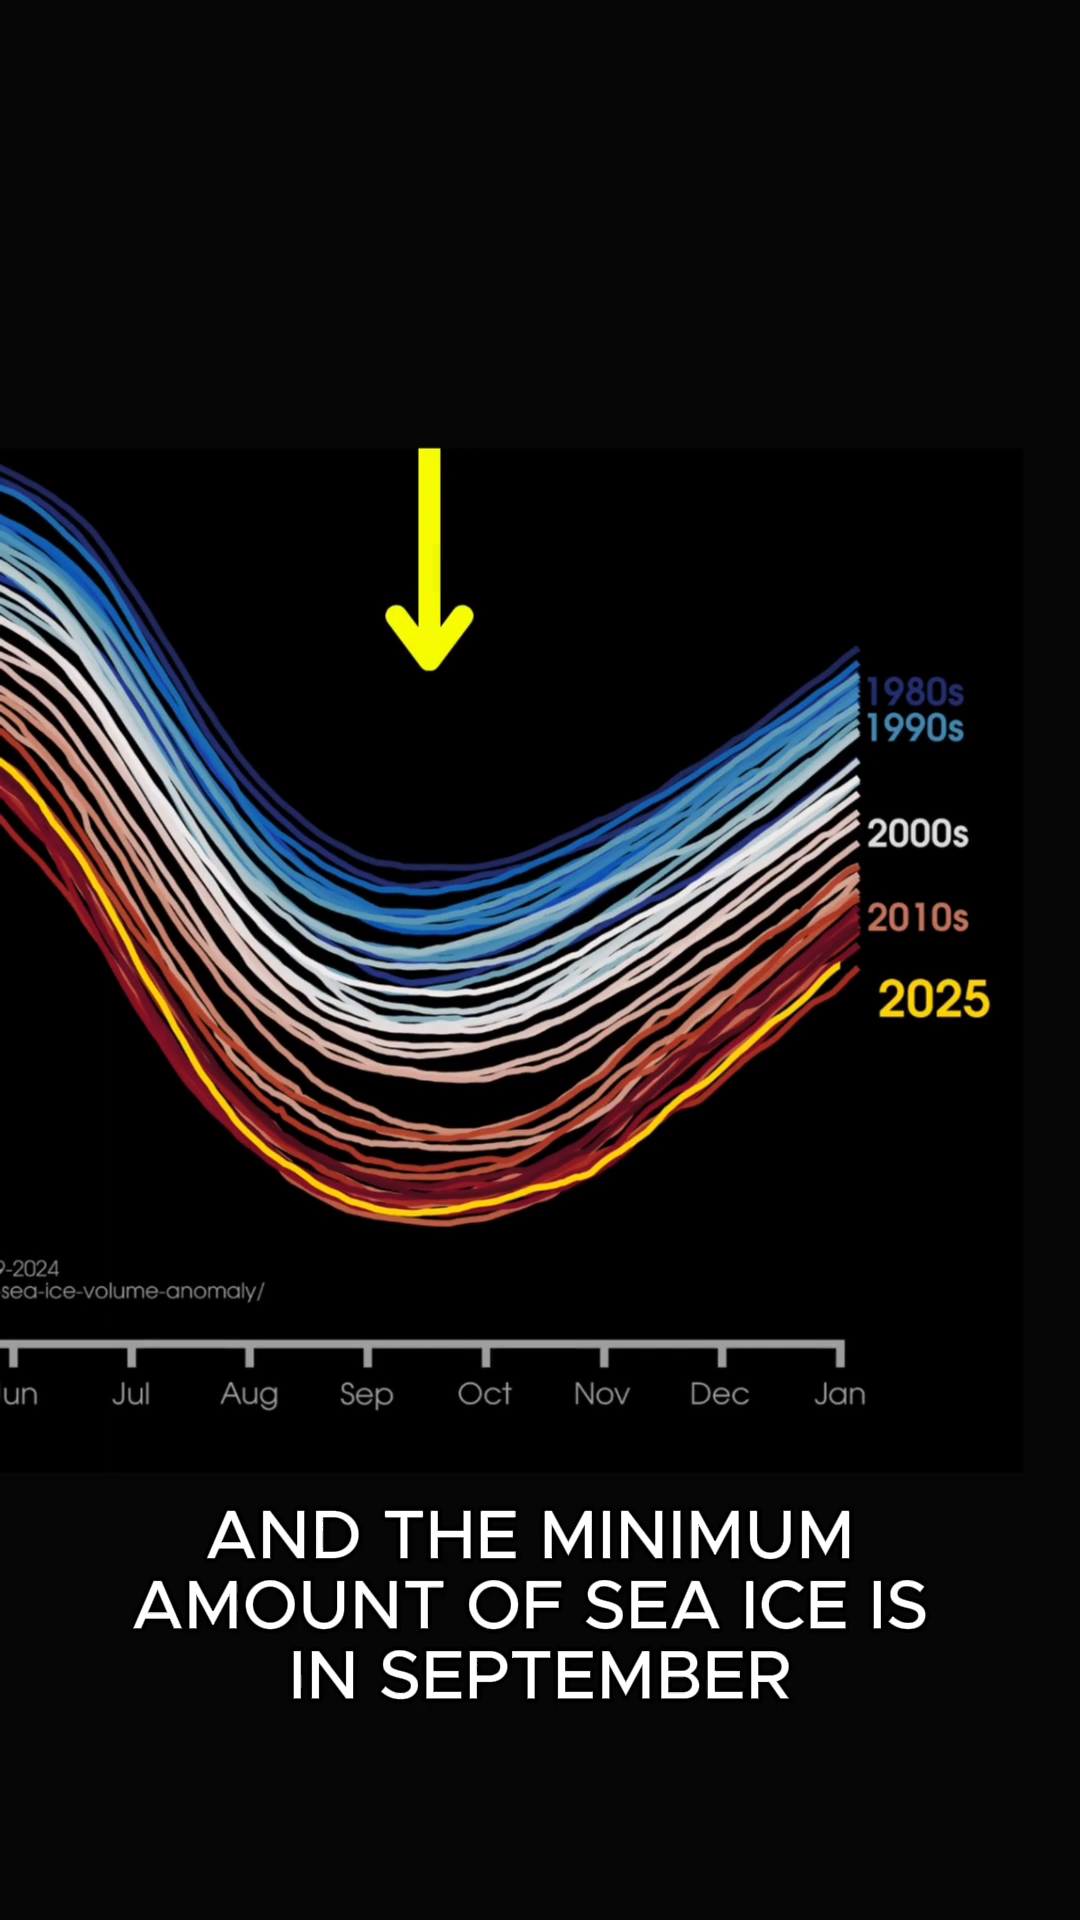 1980s
1990s
2000s
2010s
2025
9-2024
sea-ice-volume-anomaly/
un Jul Aug Sep Oct Nov Dec Jan
AND THE MINIMUM
AMOUNT OF SEA ICE IS
IN SEPTEMBER